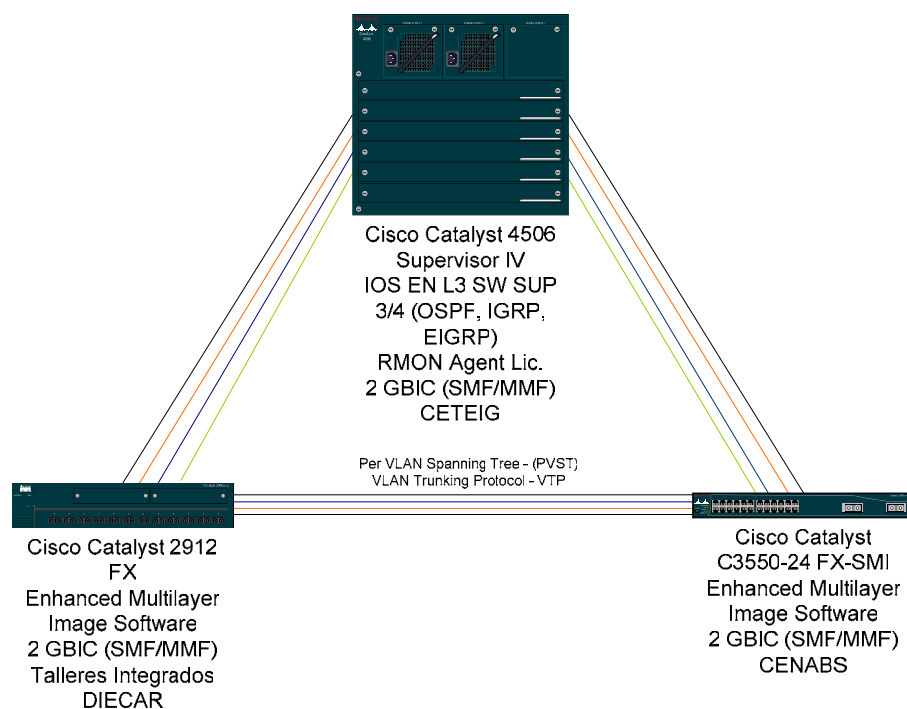 Cisco Catalyst 4506
Supervisor IV
IOS EN L3 SW SUP
3/4 (OSPF, IGRP,
EIGRP)
RMON Agent Lic.
2 GBIC (SMF/MMF)
CETEIG
Per VLAN Spanning Tree - (PVST)
VLAN Trunking Protocol - VTP
Cisco Catalyst 2912
FX
Enhanced Multilayer
Image Software
2 GBIC (SMF/MMF)
Talleres Integrados
DIECAR
Cisco Catalyst
C3550-24 FX-SMI
Enhanced Multilayer
Image Software
2 GBIC (SMF/MMF)
CENABS